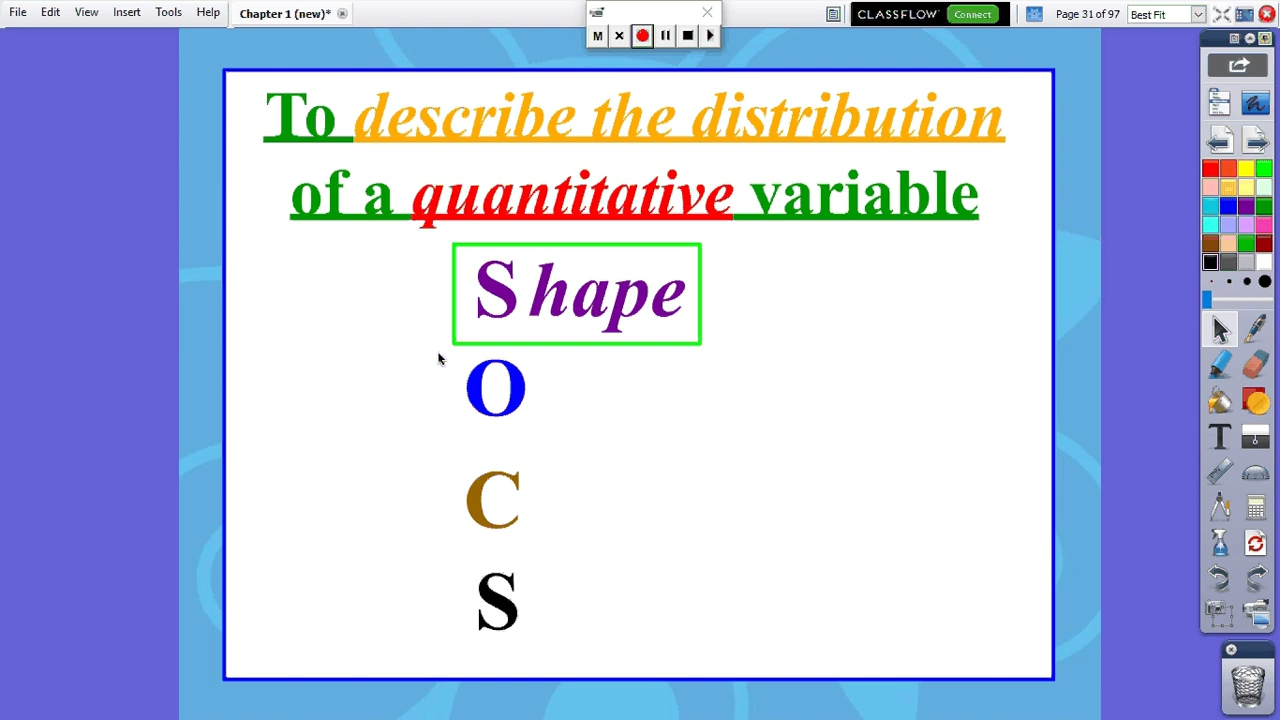 File Edit View Insert Tools Help Chapter 1 (new)* CLASSFLOW Connect Page 31 of 97 Best Fit
M
To describe the distribution
of a quantitative variable
Shape
O
C
S
T